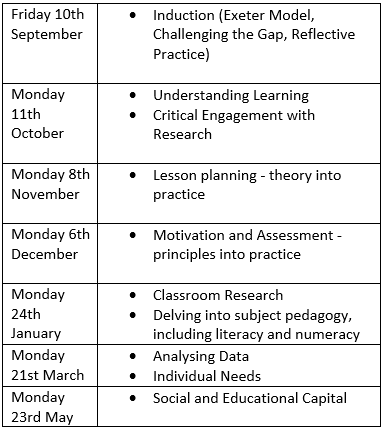 Friday 10th
September
• Induction (Exeter Model,
Challenging the Gap, Reflective
Practice)
Monday
11th
October
• Understanding Learning
• Critical Engagement with
Research
Monday 8th
November
• Lesson planning - theory into
practice
Monday 6th
December
• Motivation and Assessment -
principles into practice
Monday
24th
January
• Classroom Research
• Delving into subject pedagogy,
including literacy and numeracy
Monday
21st March
• Analysing Data
• Individual Needs
Monday
23rd May
• Social and Educational Capital